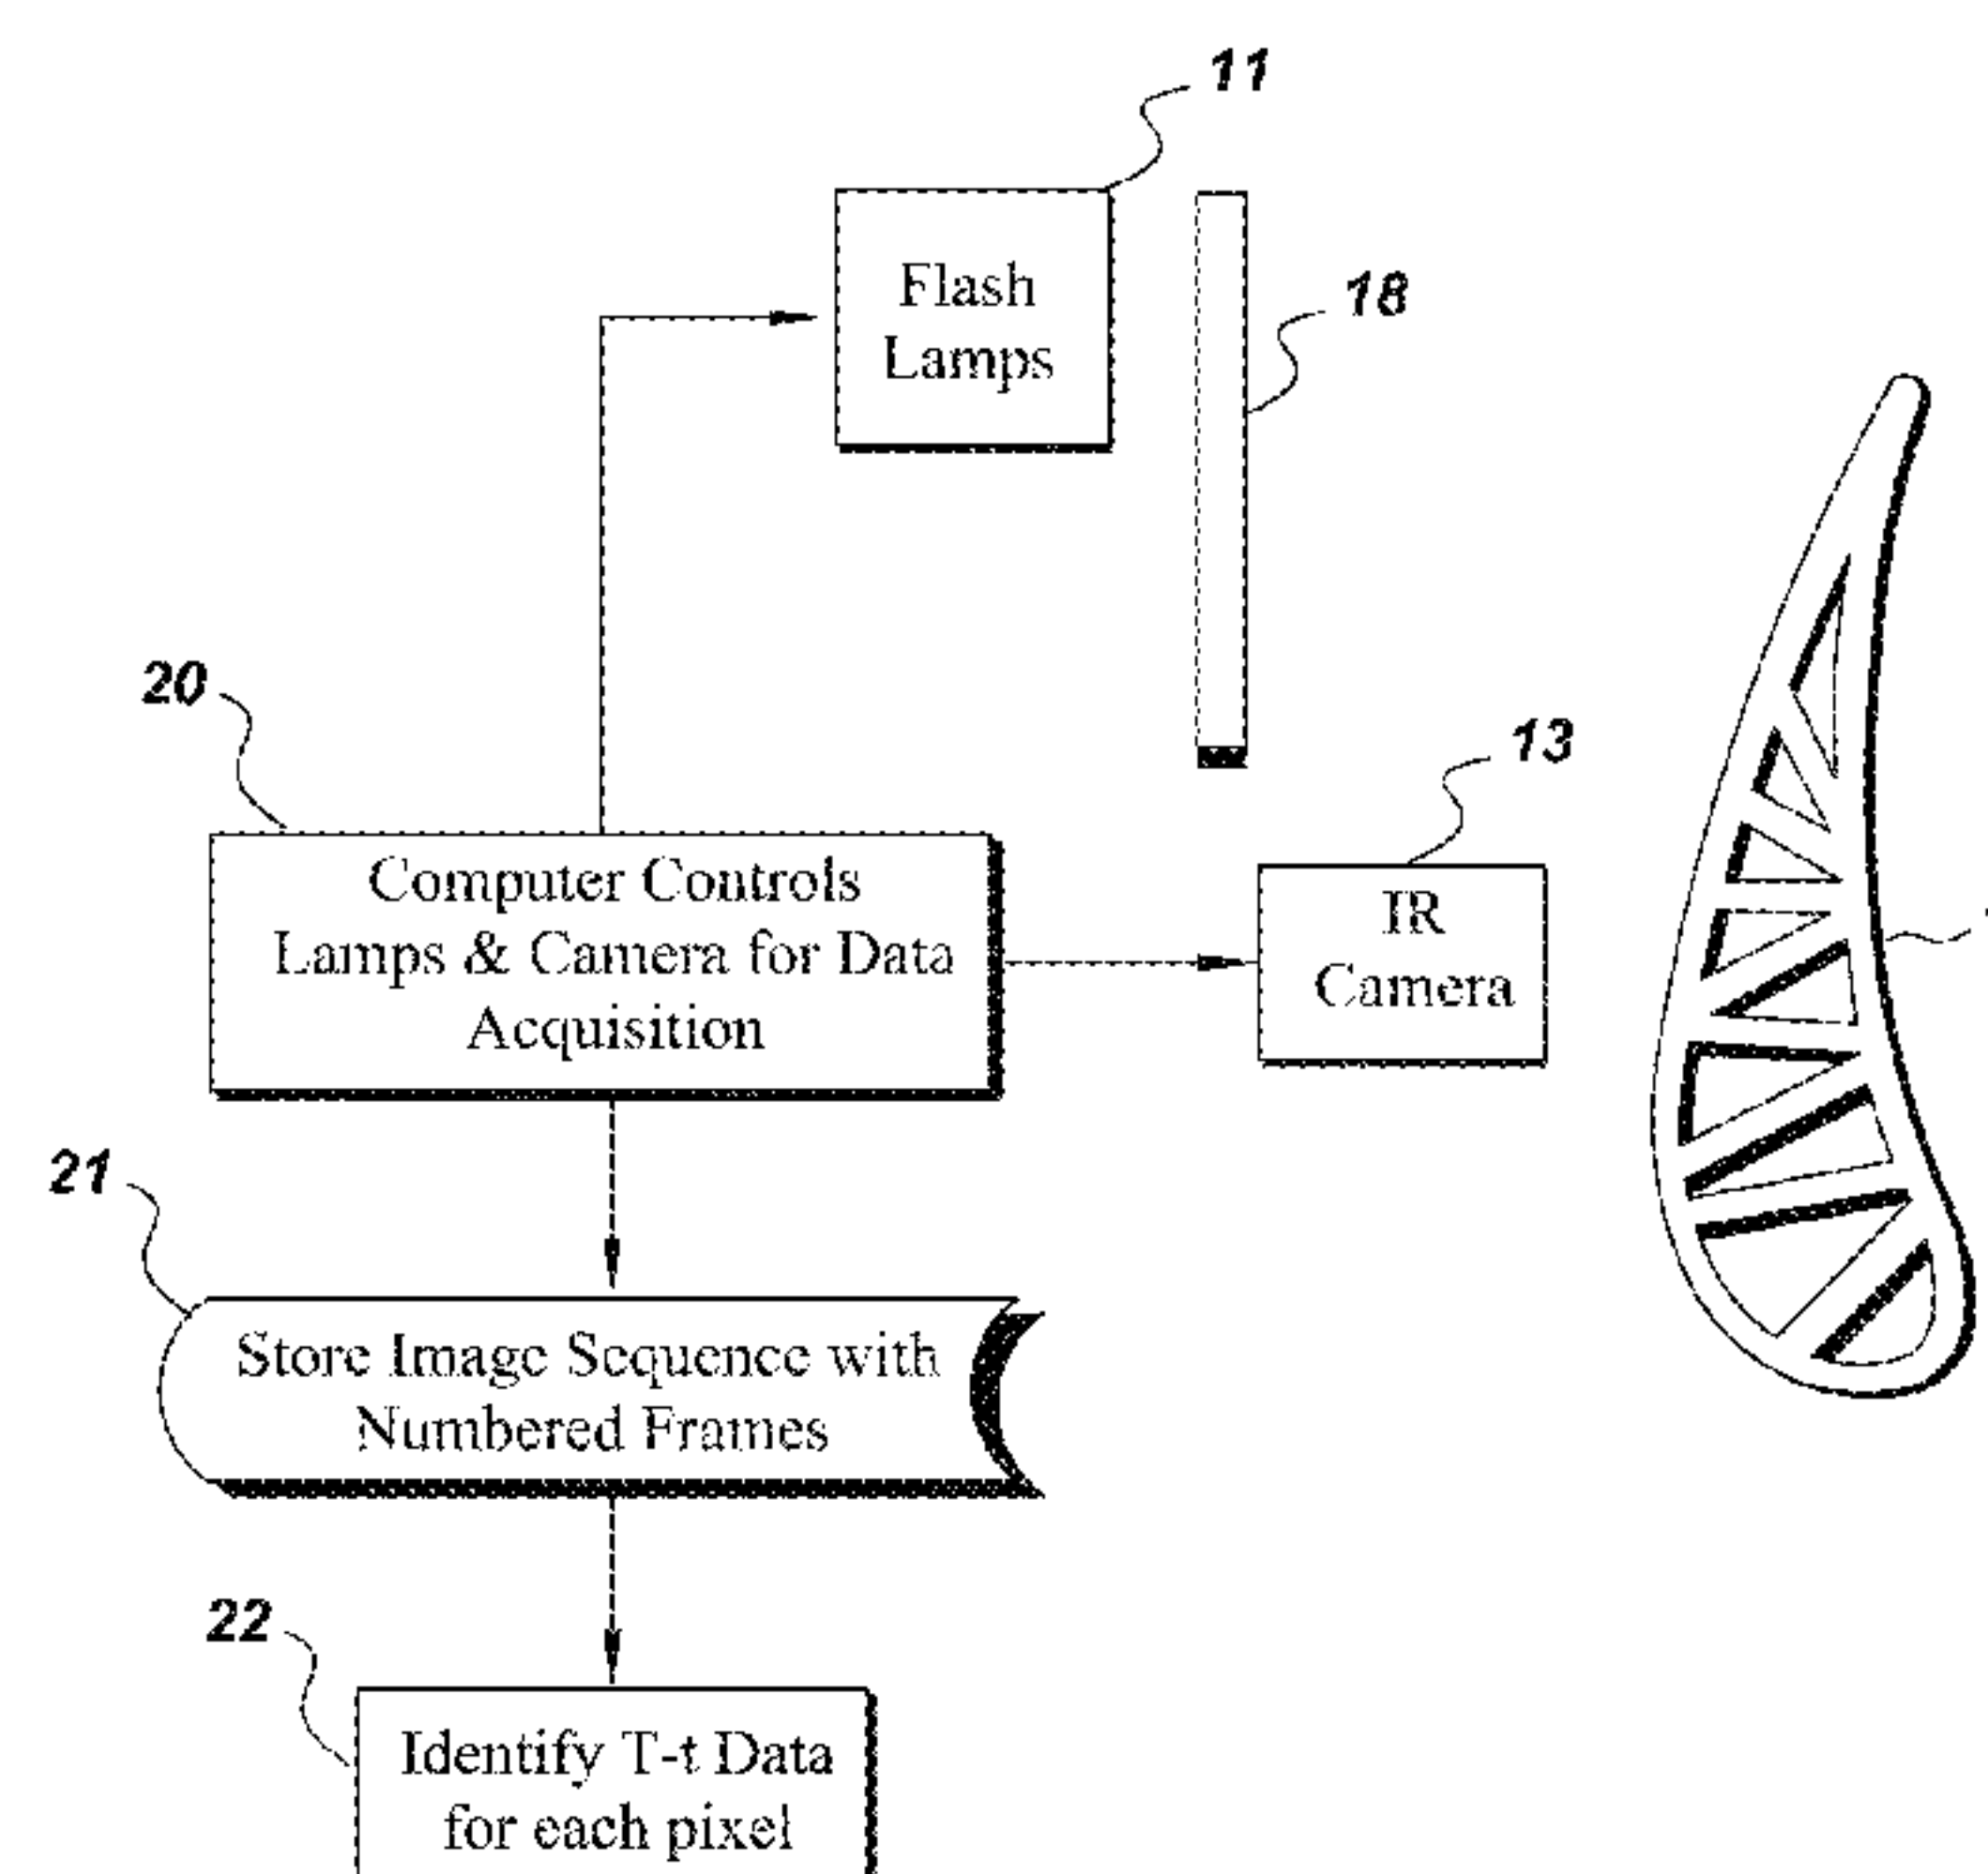 11
Flash
Lamps
18
20
13
Computer Controls
Lamps & Camera for Data
Acquisition
IR
Camera
21
Store Image Sequence with
Numbered Frames
22
Identify T-t Data
for each pixel